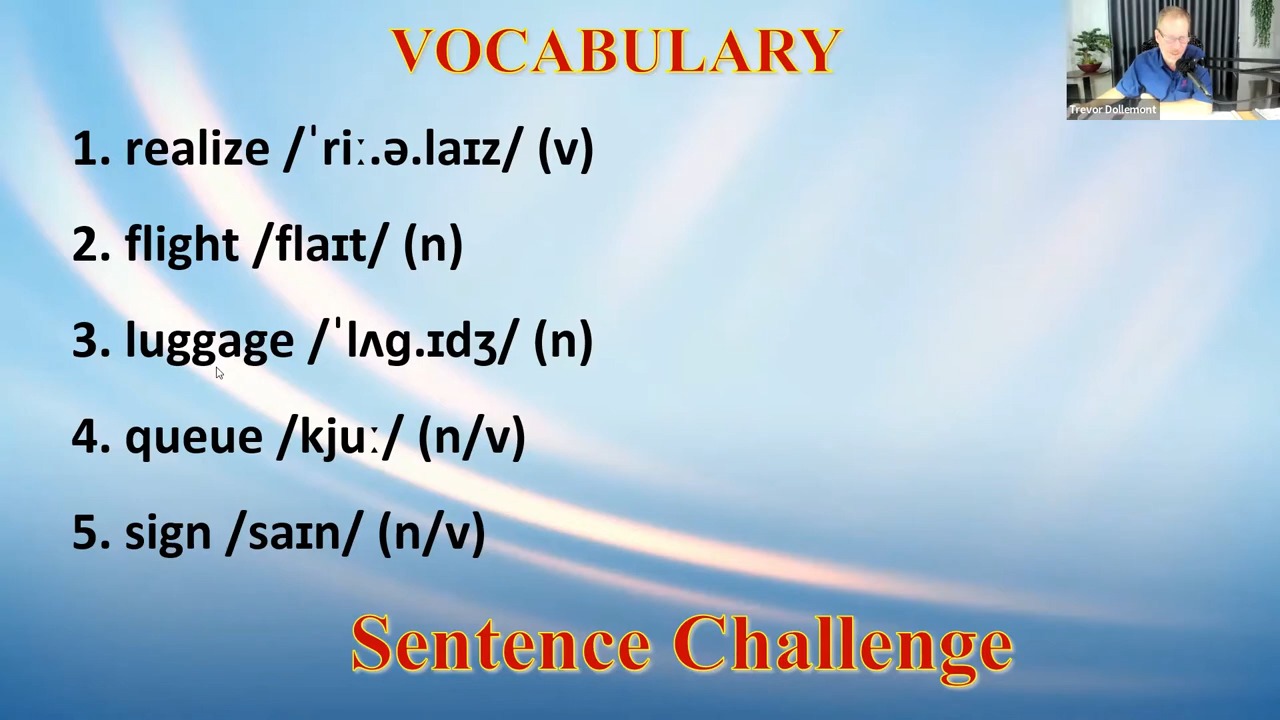 VOCABULARY
Trevor Dollemont
1. realize /ˈriː.ə.laɪz/ (v)
2. flight /flaɪt/ (n)
3. luggage /ˈlʌɡ.ɪdʒ/ (n)
4. queue /kjuː/ (n/v)
5. sign /saɪn/ (n/v)
Sentence Challenge